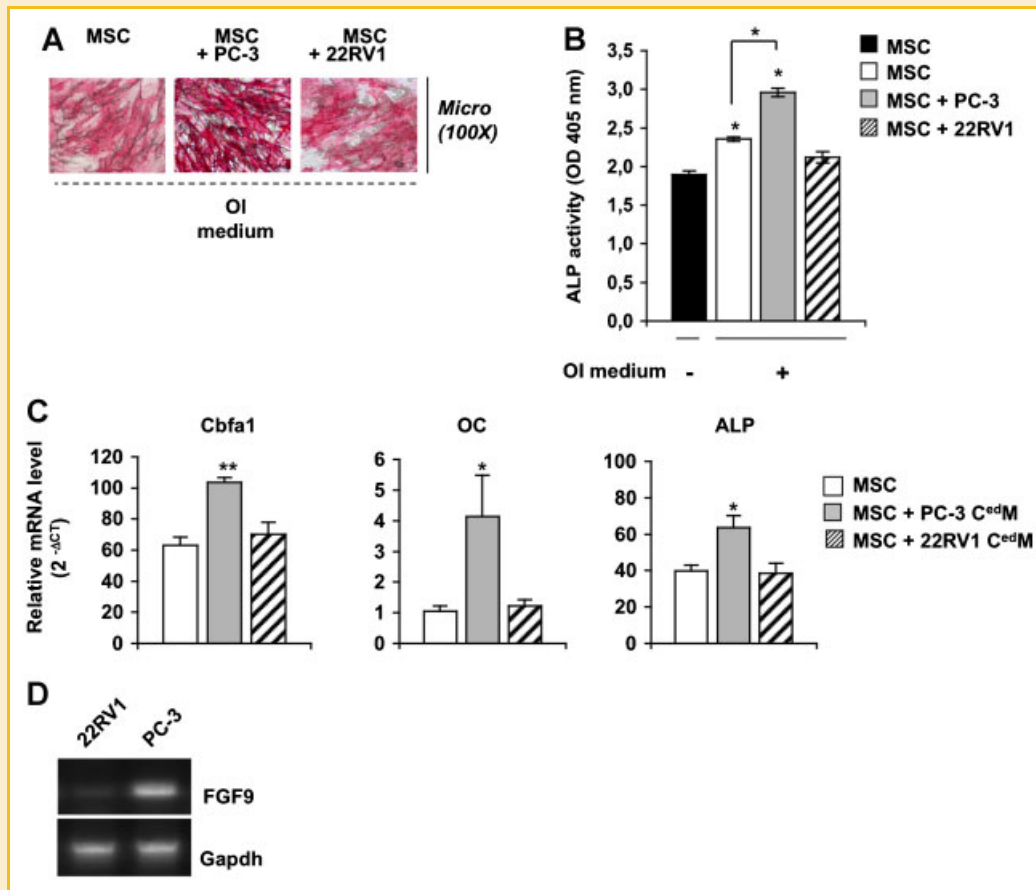 A
MSC
MSC + PC-3
MSC + 22RV1
Micro (100X)
OI medium
B
ALP activity (OD 405 nm)
3,5
3,0
2,5
2,0
1,5
1,0
0,5
0,0
*
*
*
MSC
MSC
MSC + PC-3
MSC + 22RV1
OI medium - +
C
Relative mRNA level (2 -ΔCT)
Cbfa1
120
100
80
60
40
20
0
**
OC
6
5
4
3
2
1
0
*
ALP
80
60
40
20
0
*
MSC
MSC + PC-3 CedM
MSC + 22RV1 CedM
D
22RV1 PC-3
FGF9
Gapdh